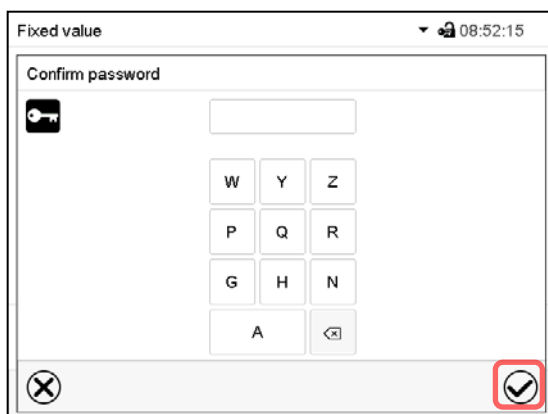 Fixed value 08:52:15
Confirm password
W Y Z
P Q R
G H N
A